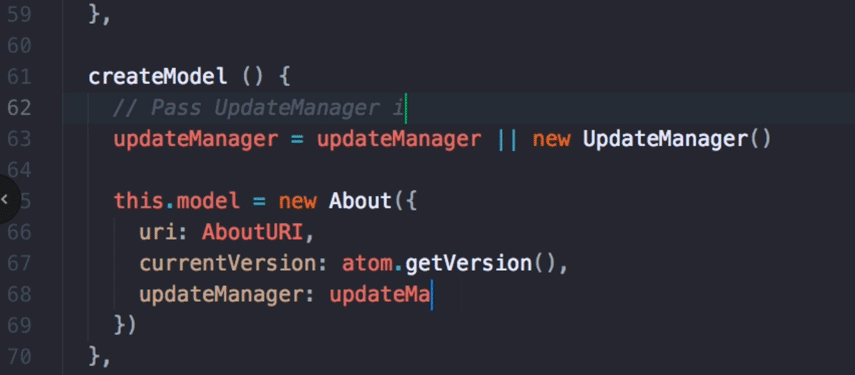 59 },
60
61 createModel () {
62 // Pass UpdateManager i
63 updateManager = updateManager || new UpdateManager()
64
5 this.model = new About({
66 uri: AboutURI,
67 currentVersion: atom.getVersion(),
68 updateManager: updateMa
69 })
70 },